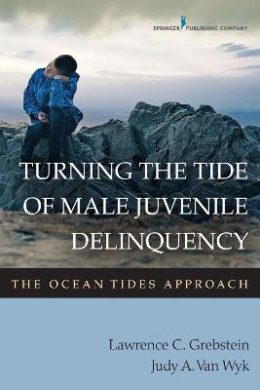 SPRINGER PUBLISHING COMPANY
TURNING THE TIDE
OF MALE JUVENILE
DELINQUENCY
THE OCEAN TIDES APPROACH
Lawrence C. Grebstein
Judy A. Van Wyk